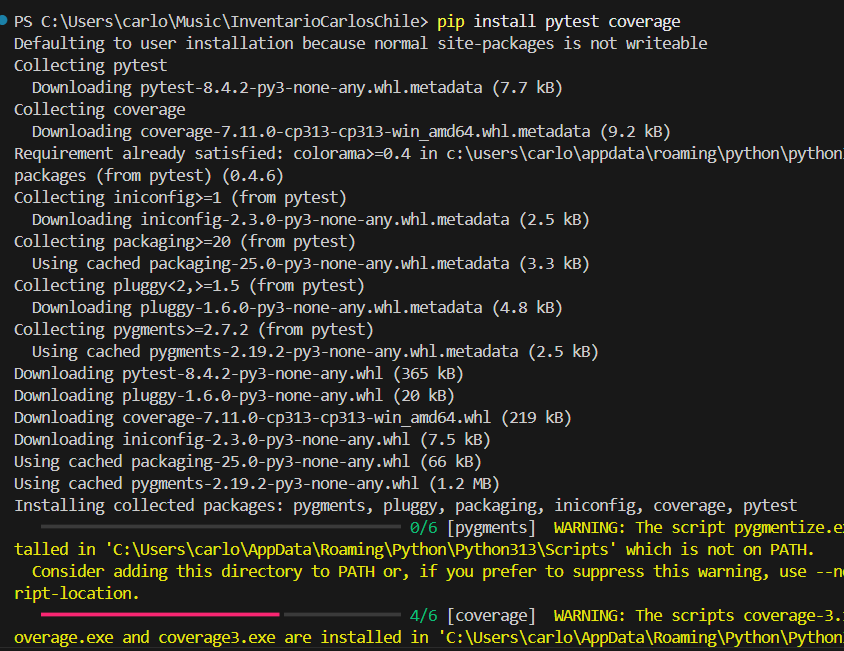 PS C:\Users\carlo\Music\InventarioCarlosChile> pip install pytest coverage
Defaulting to user installation because normal site-packages is not writeable
Collecting pytest
  Downloading pytest-8.4.2-py3-none-any.whl.metadata (7.7 kB)
Collecting coverage
  Downloading coverage-7.11.0-cp313-cp313-win_amd64.whl.metadata (9.2 kB)
Requirement already satisfied: colorama>=0.4 in c:\users\carlo\appdata\roaming\python\python
packages (from pytest) (0.4.6)
Collecting iniconfig>=1 (from pytest)
  Downloading iniconfig-2.3.0-py3-none-any.whl.metadata (2.5 kB)
Collecting packaging>=20 (from pytest)
  Using cached packaging-25.0-py3-none-any.whl.metadata (3.3 kB)
Collecting pluggy<2,>=1.5 (from pytest)
  Downloading pluggy-1.6.0-py3-none-any.whl.metadata (4.8 kB)
Collecting pygments>=2.7.2 (from pytest)
  Using cached pygments-2.19.2-py3-none-any.whl.metadata (2.5 kB)
Downloading pytest-8.4.2-py3-none-any.whl (365 kB)
Downloading pluggy-1.6.0-py3-none-any.whl (20 kB)
Downloading coverage-7.11.0-cp313-cp313-win_amd64.whl (219 kB)
Downloading iniconfig-2.3.0-py3-none-any.whl (7.5 kB)
Using cached packaging-25.0-py3-none-any.whl (66 kB)
Using cached pygments-2.19.2-py3-none-any.whl (1.2 MB)
Installing collected packages: pygments, pluggy, packaging, iniconfig, coverage, pytest
0/6 [pygments]  WARNING: The script pygmentize.ex
talled in 'C:\Users\carlo\AppData\Roaming\Python\Python313\Scripts' which is not on PATH.
  Consider adding this directory to PATH or, if you prefer to suppress this warning, use --n
ript-location.
4/6 [coverage]  WARNING: The scripts coverage-3.
overage.exe and coverage3.exe are installed in 'C:\Users\carlo\AppData\Roaming\Python\Python